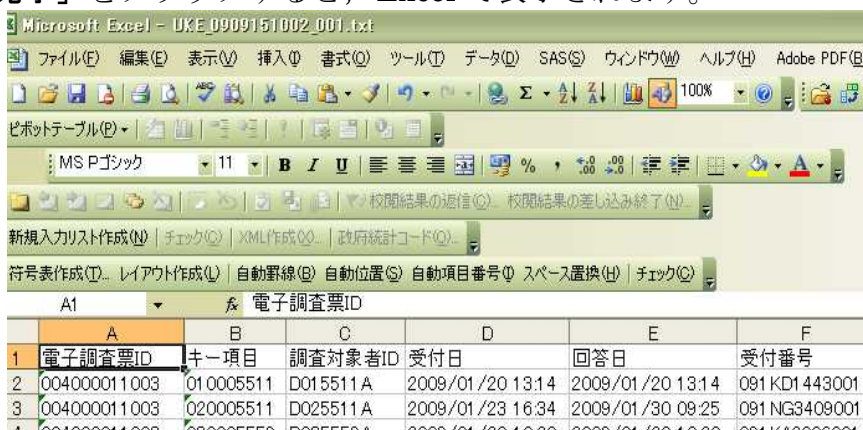 Microsoft Excel - UKE_0909151002_001.txt
ファイル(F) 編集(E) 表示(V) 挿入(I) 書式(O) ツール(T) データ(D) SAS(S) ウィンドウ(W) ヘルプ(H) Adobe PDF(B
100%
ピボットテーブル(P)
MS Pゴシック 11 B I U
校閲結果の返信(C)... 校閲結果の差し込み終了(N)...
新規入力リスト作成(N) チェック(C) XML作成(X)... 政府統計コード(O)...
符号表作成(T)... レイアウト作成(L) 自動罫線(B) 自動位置(S) 自動項目番号(I) スペース置換(H) チェック(C)
A1 fx 電子調査票ID
A B C D E F
1 電子調査票ID キー項目 調査対象者ID 受付日 回答日 受付番号
2 004000011003 010005511 D015511A 2009/01/20 13:14 2009/01/20 13:14 091KD1443001
3 004000011003 020005511 D025511A 2009/01/23 16:34 2009/01/30 09:25 091NG3409001